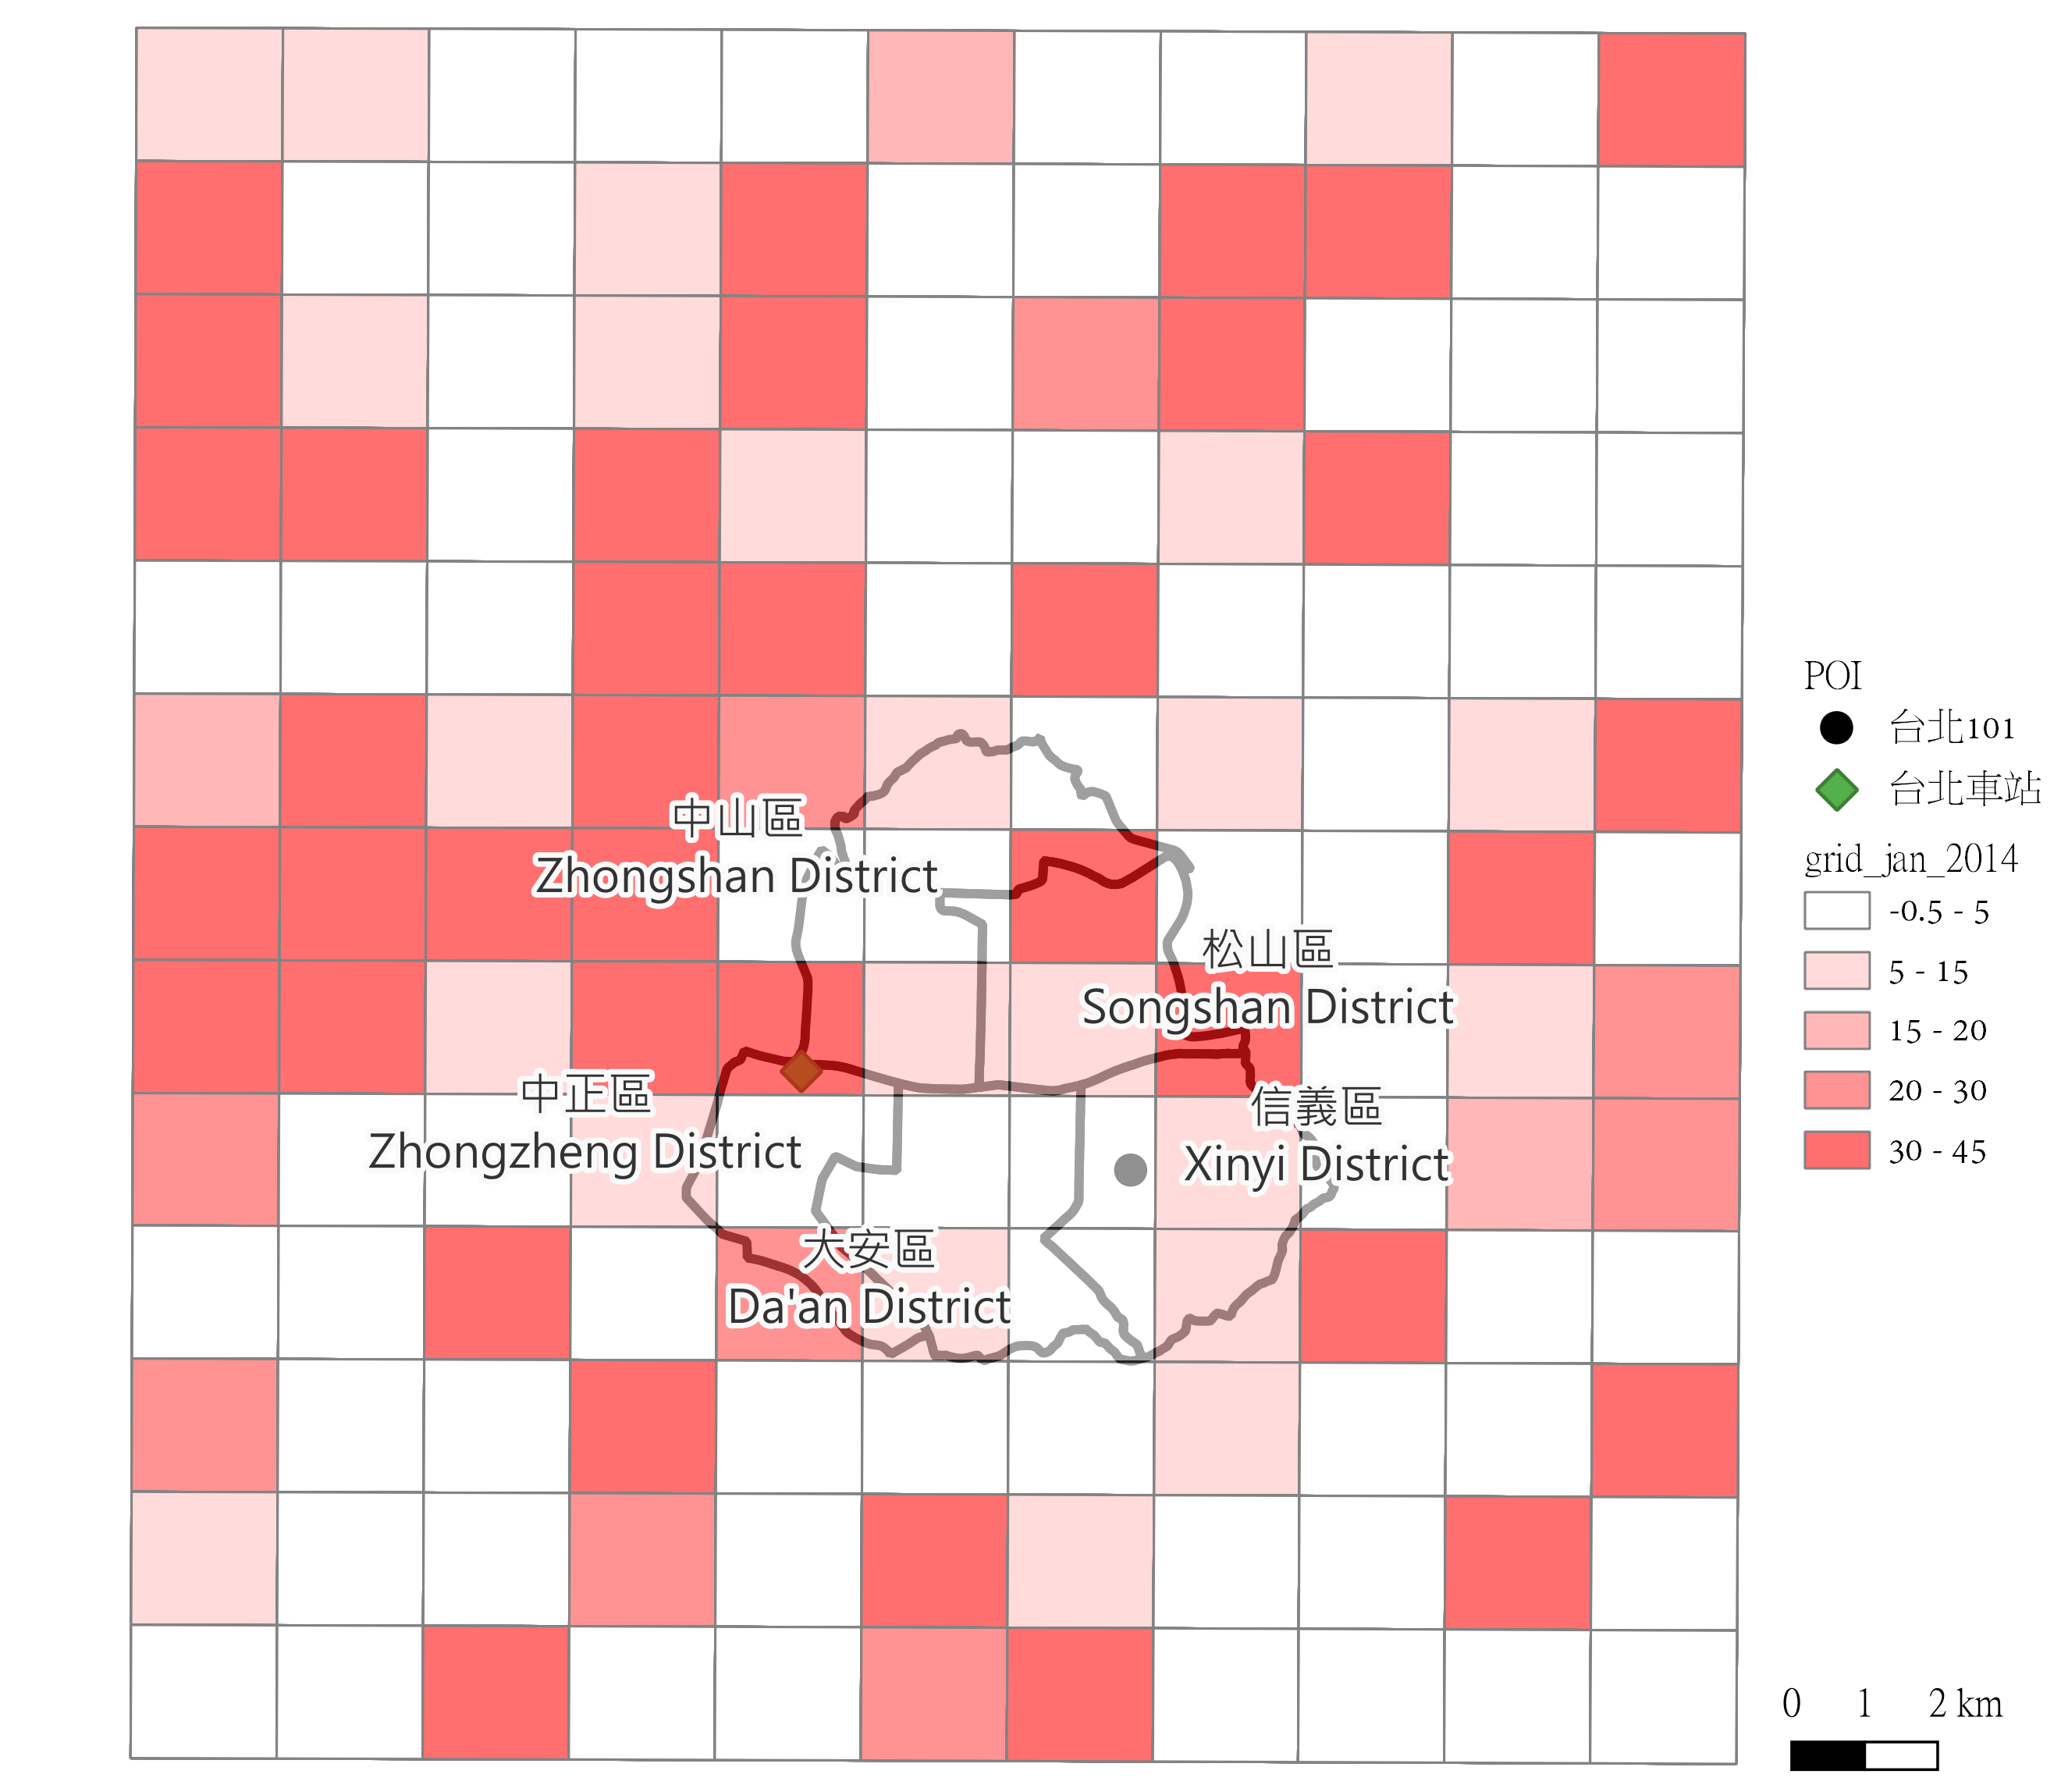 中山區
Zhongshan District
松山區
Songshan District
中正區
Zhongzheng District
信義區
Xinyi District
大安區
Da'an District
POI
台北101
台北車站
grid_jan_2014
-0.5 - 5
5 - 15
15 - 20
20 - 30
30 - 45
0 1 2 km